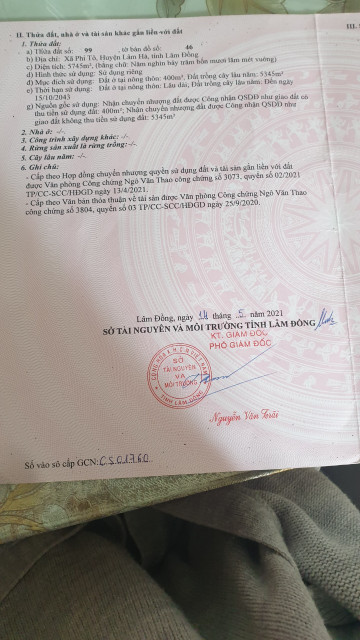 II. Thửa đất, nhà ở và tài sản khác gắn liền với đất
III.
1. Thửa đất:
a) Thửa đất số: 99 , tờ bản đồ số: 46
b) Địa chỉ: Xã Phi Tô, Huyện Lâm Hà, tỉnh Lâm Đồng
c) Diện tích: 5745m², (bằng chữ: Năm nghìn bảy trăm bốn mươi lăm mét vuông)
d) Hình thức sử dụng: Sử dụng riêng
đ) Mục đích sử dụng: Đất ở tại nông thôn: 400m², Đất trồng cây lâu năm: 5345m²
e) Thời hạn sử dụng: Đất ở tại nông thôn: Lâu dài, Đất trồng cây lâu năm: Đến ngày
15/10/2043
g) Nguồn gốc sử dụng: Nhận chuyển nhượng đất được Công nhận QSDĐ như giao đất có
thu tiền sử dụng đất: 400m², Nhận chuyển nhượng đất được Công nhận QSDĐ như
giao đất không thu tiền sử dụng đất: 5345m²
2. Nhà ở: -/-
3. Công trình xây dựng khác: -/-
4. Rừng sản xuất là rừng trồng: -/-
5. Cây lâu năm: -/-
6. Ghi chú:
- Cấp theo Hợp đồng chuyển nhượng quyền sử dụng đất và tài sản gắn liền với đất
được Văn phòng Công chứng Ngô Văn Thao công chứng số 3073, quyển số 02/2021
TP/CC-SCC/HĐGD ngày 13/4/2021.
- Cấp theo Văn bản thỏa thuận về tài sản được Văn phòng Công chứng Ngô Văn Thao
công chứng số 3804, quyển số 03 TP/CC-SCC/HĐGD ngày 25/9/2020.
Lâm Đồng, ngày 14 tháng 5 năm 2021
SỞ TÀI NGUYÊN VÀ MÔI TRƯỜNG TỈNH LÂM ĐỒNG
KT. GIÁM ĐỐC
PHÓ GIÁM ĐỐC
SỞ
TÀI NGUYÊN
VÀ
MÔI TRƯỜNG
TỈNH LÂM ĐỒNG
Nguyễn Văn Trãi
Số vào sổ cấp GCN: CS01760